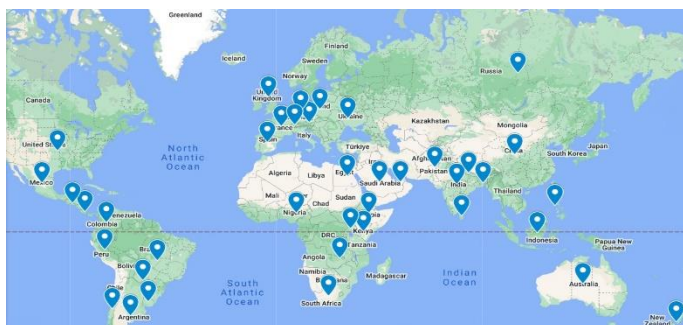 Greenland
Iceland
Finland
Sweden
Norway
Russia
United
Kingdom
Canada
Ukraine
France
Kazakhstan
Mongolia
Spain
Italy
Türkiye
China
Japan
South Korea
United States
North
Atlantic
Ocean
Afghanistan
Algeria
Libya
Egypt
Pakistan
Saudi Arabia
India
Mexico
Mali
Chad
Sudan
Thailand
Nigeria
Venezuela
Colombia
Kenya
DRC
Tanzania
Indonesia
Papua New
Guinea
Peru
Angola
Indian
Ocean
Bolivia
Namibia
Madagascar
South
Atlantic
Ocean
Chile
Australia
South Africa
Argentina
New
Zealand